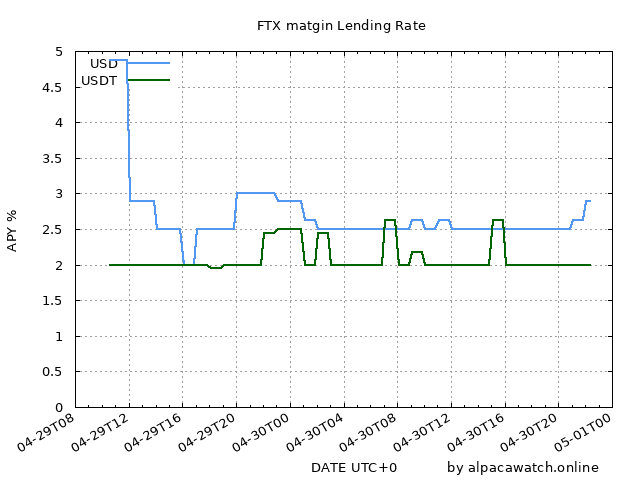 FTX matgin Lending Rate
USD
USDT
5
4.5
4
3.5
3
2.5
2
1.5
1
0.5
0
APY %
04-29T08
04-29T12
04-29T16
04-29T20
04-30T00
04-30T04
04-30T08
04-30T12
04-30T16
04-30T20
05-01T00
DATE UTC+0
by alpacawatch.online